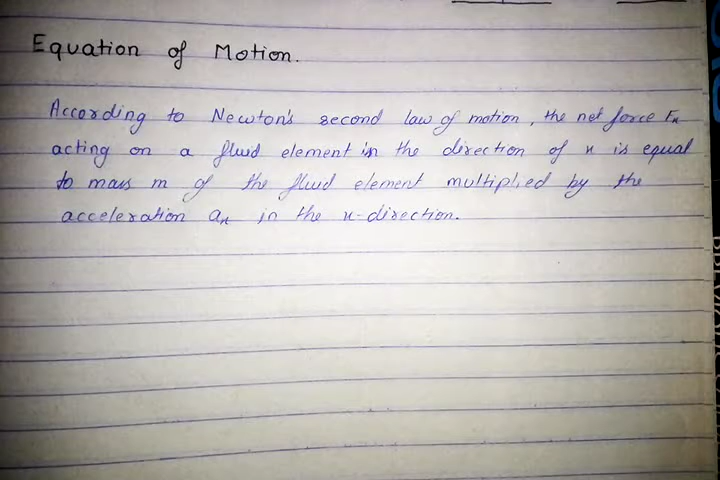 Equation of Motion.
According to Newton's second law of motion, the net force Fx
acting on a fluid element in the direction of x is equal
to mass m of the fluid element multiplied by the
acceleration ax in the x-direction.